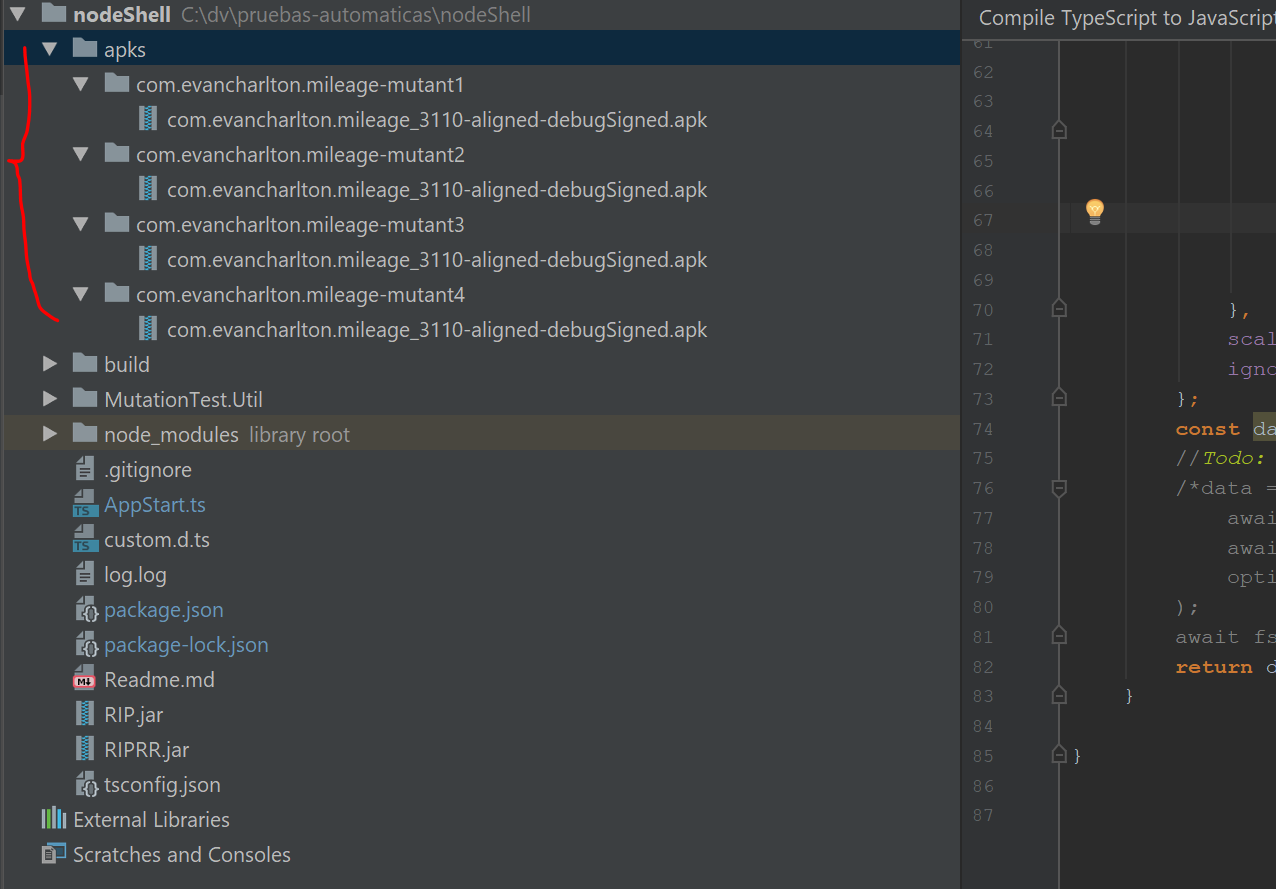 nodeShell C:\dv\pruebas-automaticas\nodeShell
apks
com.evancharlton.mileage-mutant1
com.evancharlton.mileage_3110-aligned-debugSigned.apk
com.evancharlton.mileage-mutant2
com.evancharlton.mileage_3110-aligned-debugSigned.apk
com.evancharlton.mileage-mutant3
com.evancharlton.mileage_3110-aligned-debugSigned.apk
com.evancharlton.mileage-mutant4
com.evancharlton.mileage_3110-aligned-debugSigned.apk
build
MutationTest.Util
node_modules library root
.gitignore
AppStart.ts
custom.d.ts
log.log
package.json
package-lock.json
Readme.md
RIP.jar
RIPRR.jar
tsconfig.json
External Libraries
Scratches and Consoles
Compile TypeScript to JavaScript
61
62
63
64
65
66
67
68
69
70 },
71 scal
72 igno
73 };
74 const da
75 //Todo:
76 /*data =
77 awai
78 awai
79 opti
80 );
81 await fs
82 return d
83 }
84
85 }
86
87